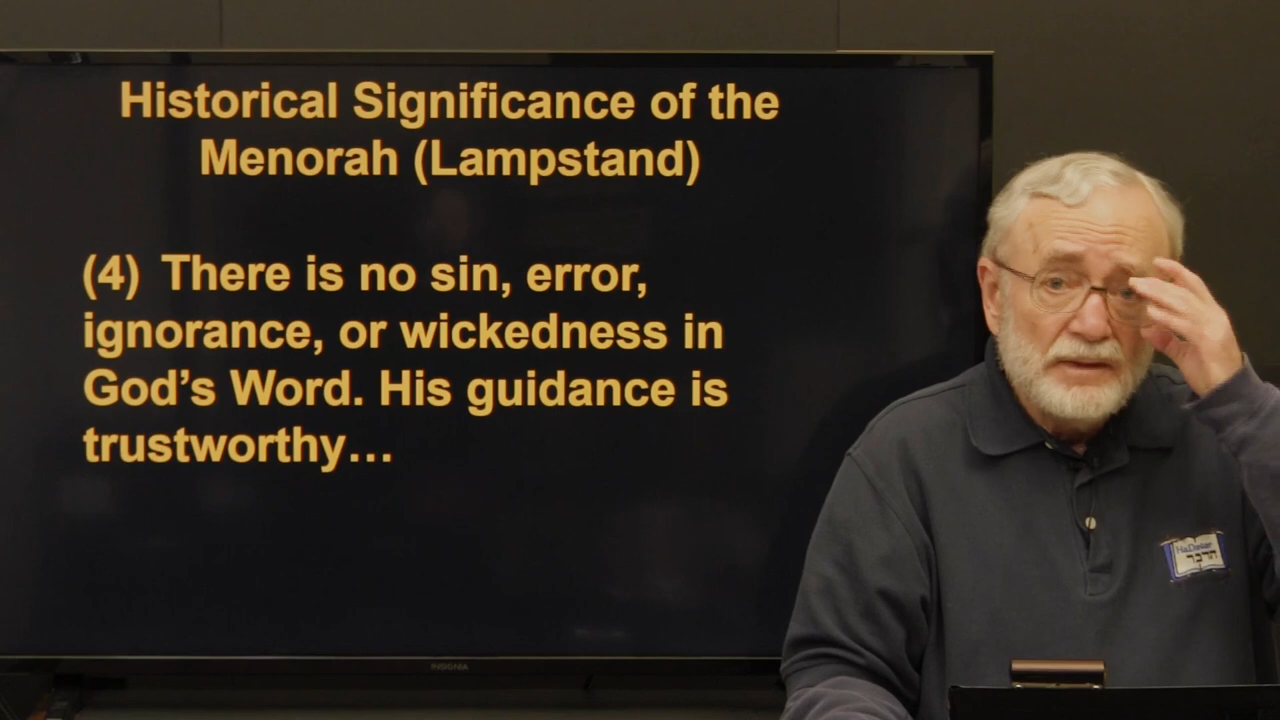 Historical Significance of the
Menorah (Lampstand)
(4) There is no sin, error,
ignorance, or wickedness in
God’s Word. His guidance is
trustworthy…
INSIGNIA
HaDavar
הדבר